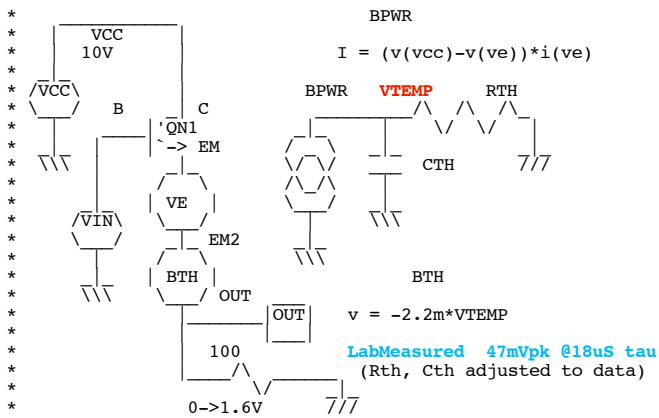 BPWR
VCC
10V I = (v(vcc)-v(ve))*i(ve)
VCC BPWR VTEMP RTH
B C
'QN1
`-> EM
CTH
VE
VIN
EM2
BTH BTH
OUT
OUT v = -2.2m*VTEMP
100 LabMeasured 47mVpk @18uS tau
(Rth, Cth adjusted to data)
0->1.6V